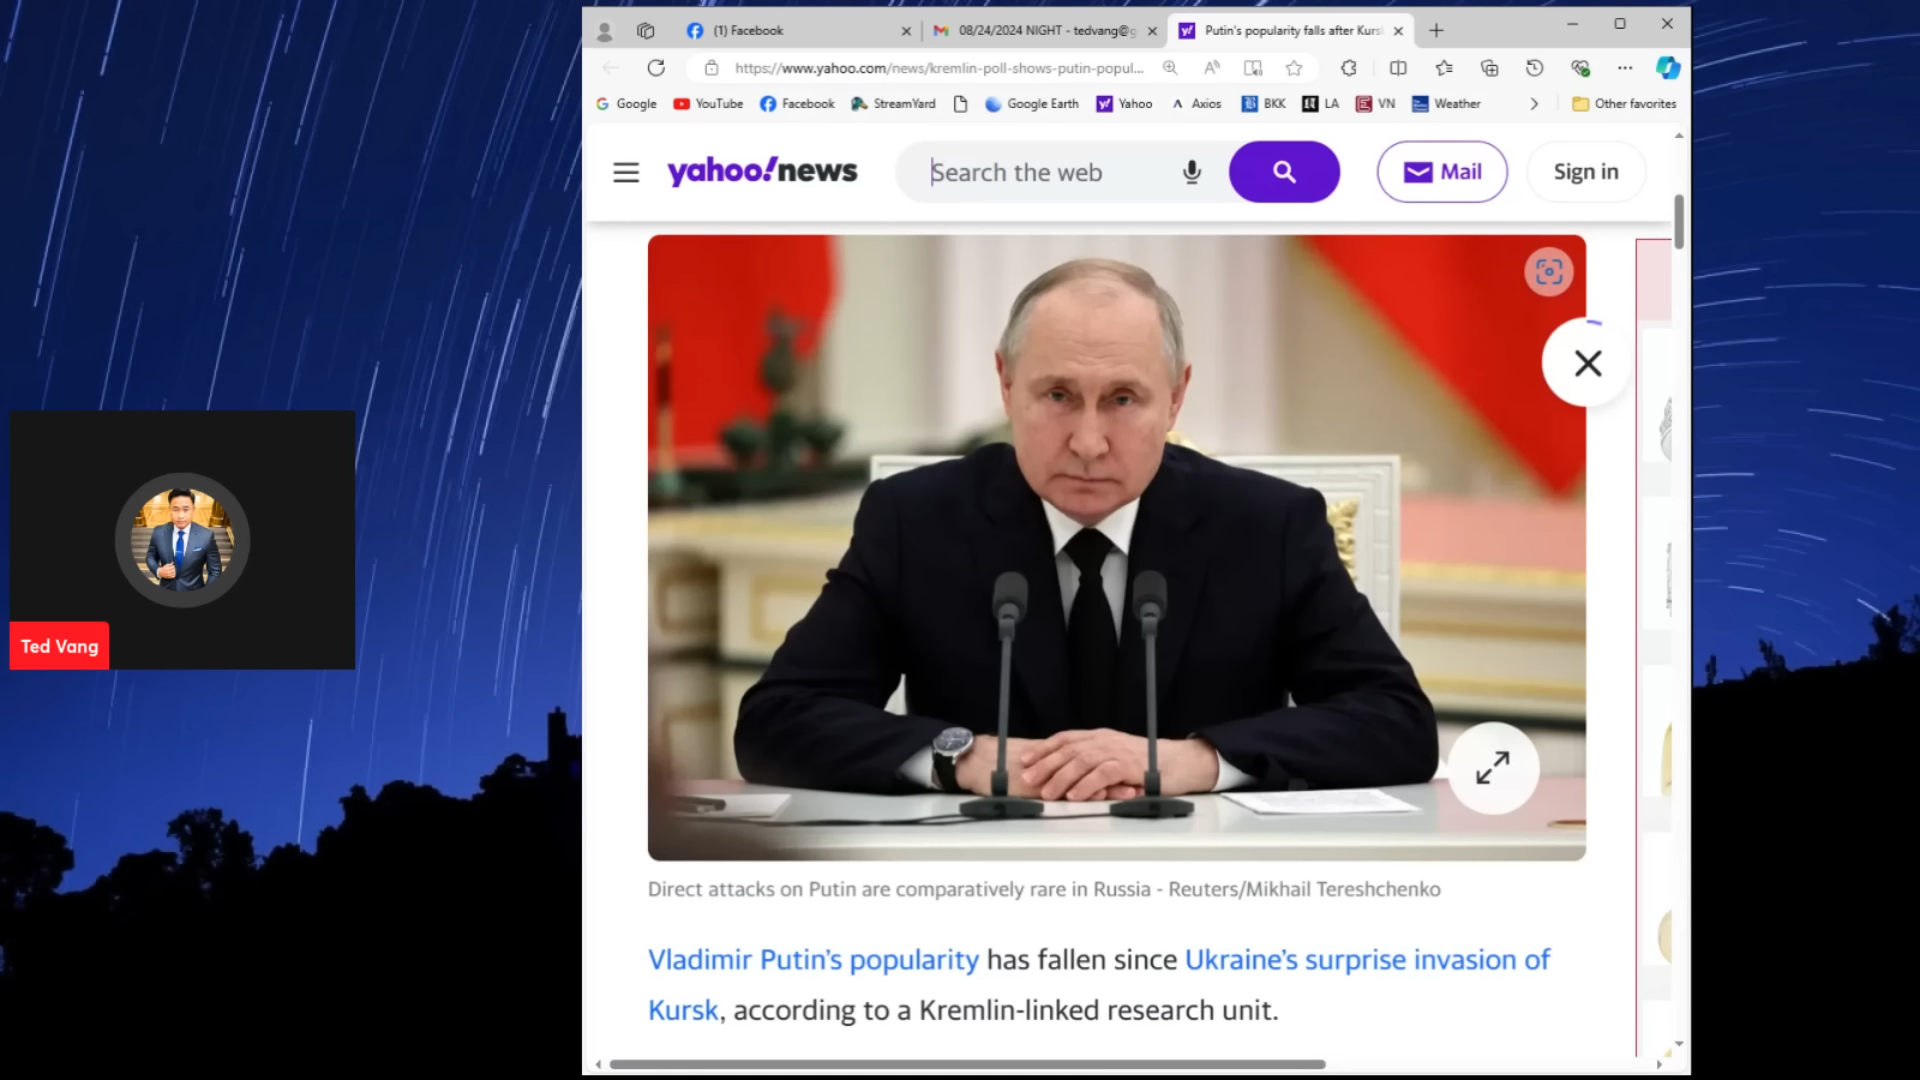 (1) Facebook
08/24/2024 NIGHT - tedvang@g
Putin's popularity falls after Kurs
https://www.yahoo.com/news/kremlin-poll-shows-putin-popul...
Google YouTube Facebook StreamYard Google Earth Yahoo Axios BKK LA VN Weather Other favorites
yahoo!news Search the web Mail Sign in
Ted Vang
Direct attacks on Putin are comparatively rare in Russia - Reuters/Mikhail Tereshchenko
Vladimir Putin's popularity has fallen since Ukraine's surprise invasion of
Kursk, according to a Kremlin-linked research unit.